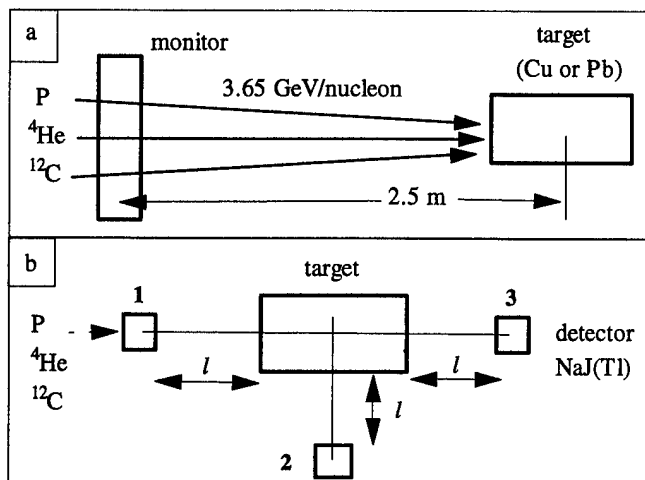 a
monitor
target
(Cu or Pb)
P
3.65 GeV/nucleon
⁴He
¹²C
2.5 m
b
target
1
3
P
⁴He
¹²C
detector
NaJ(Tl)
l
l
l
2